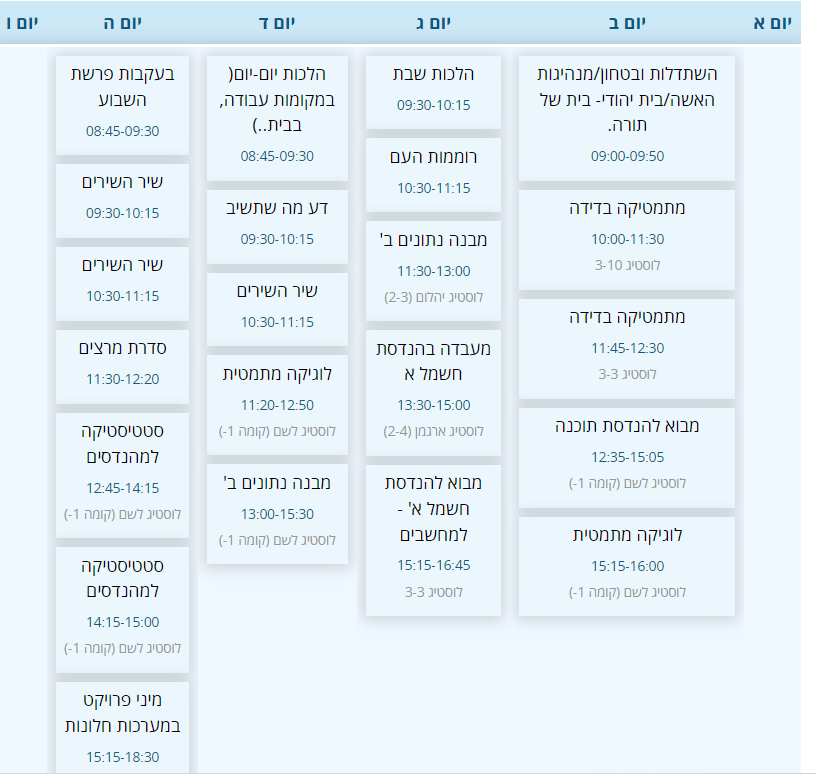 יום א
יום ב
יום ג
יום ד
יום ה
יום ו
השתדלות ובטחון/מנהיגות
האשה/בית יהודי- בית של
תורה.
09:00-09:50
מתמטיקה בדידה
10:00-11:30
לוסטיג 3-10
מתמטיקה בדידה
11:45-12:30
לוסטיג 3-3
מבוא להנדסת תוכנה
12:35-15:05
לוסטיג לשם (קומה 1-)
לוגיקה מתמטית
15:15-16:00
לוסטיג לשם (קומה 1-)
הלכות שבת
09:30-10:15
רוממות העם
10:30-11:15
מבנה נתונים ב'
11:30-13:00
לוסטיג יהלום (2-3)
מעבדה בהנדסת
חשמל א
13:30-15:00
לוסטיג ארגמן (2-4)
מבוא להנדסת
חשמל א' -
למחשבים
15:15-16:45
לוסטיג 3-3
הלכות יום-יום(
במקומות עבודה,
בבית..)
08:45-09:30
דע מה שתשיב
09:30-10:15
שיר השירים
10:30-11:15
לוגיקה מתמטית
11:20-12:50
לוסטיג לשם (קומה 1-)
מבנה נתונים ב'
13:00-15:30
לוסטיג לשם (קומה 1-)
בעקבות פרשת
השבוע
08:45-09:30
שיר השירים
09:30-10:15
שיר השירים
10:30-11:15
סדרת מרצים
11:30-12:20
סטטיסטיקה
למהנדסים
12:45-14:15
לוסטיג לשם (קומה 1-)
סטטיסטיקה
למהנדסים
14:15-15:00
לוסטיג לשם (קומה 1-)
מיני פרויקט
במערכות חלונות
15:15-18:30